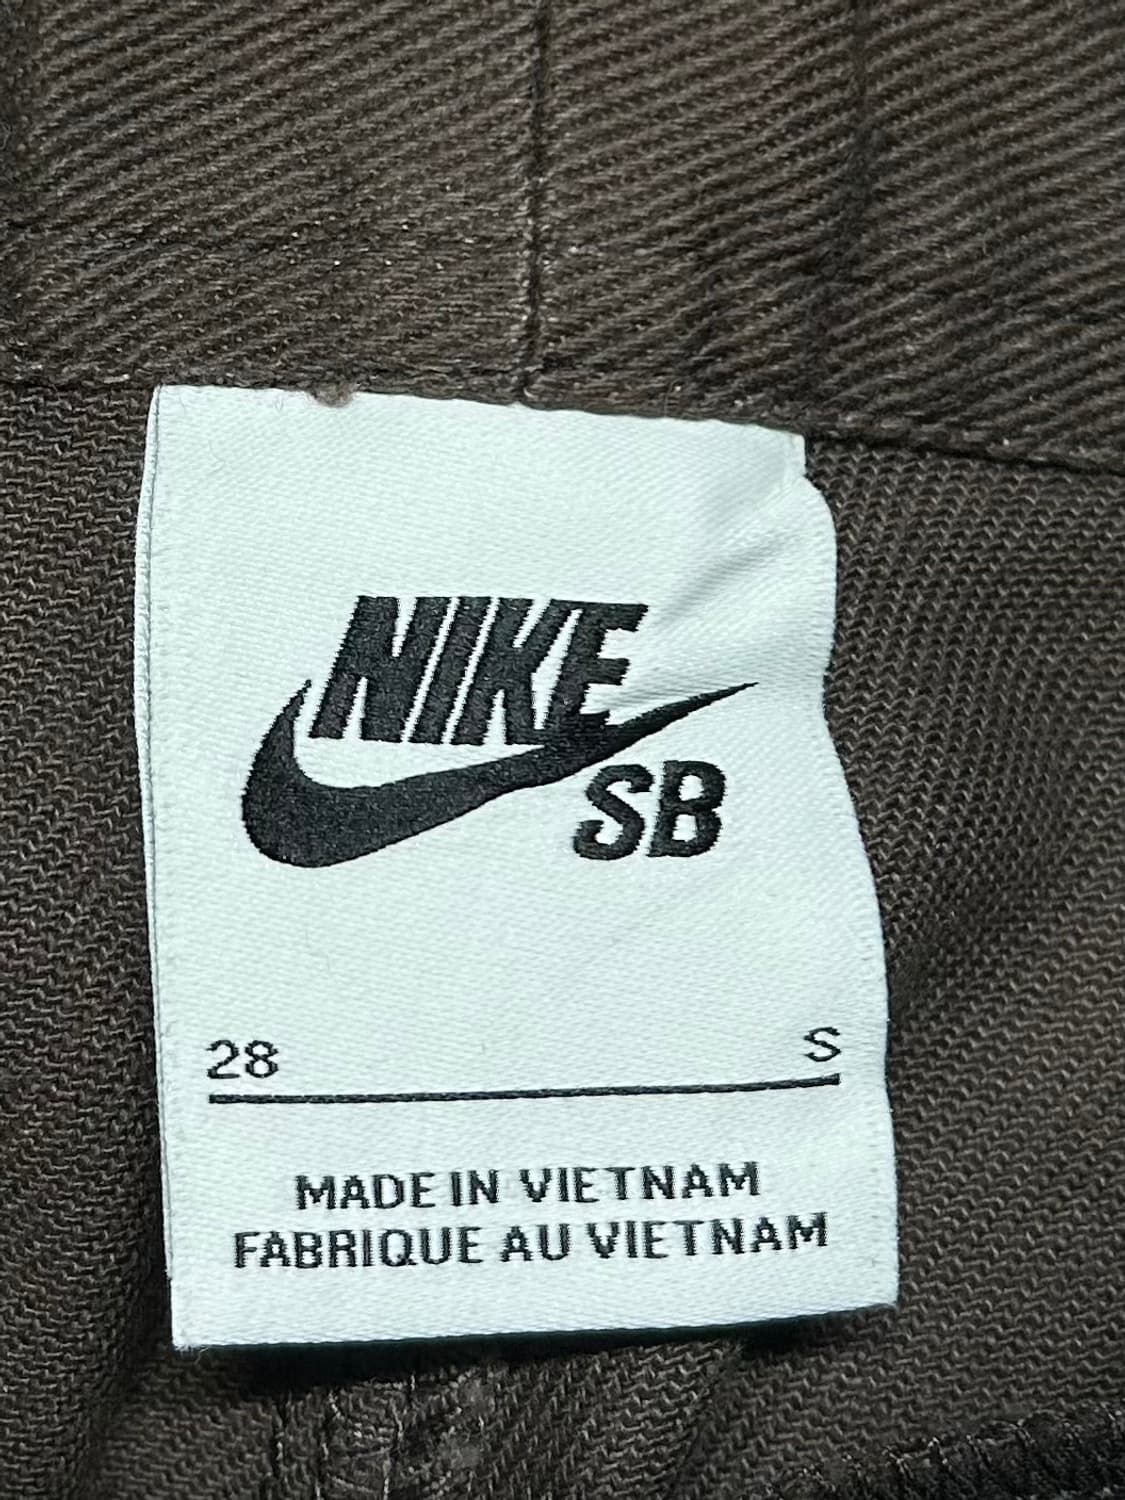 NIKE
SB
28 S
MADE IN VIETNAM
FABRIQUE AU VIETNAM